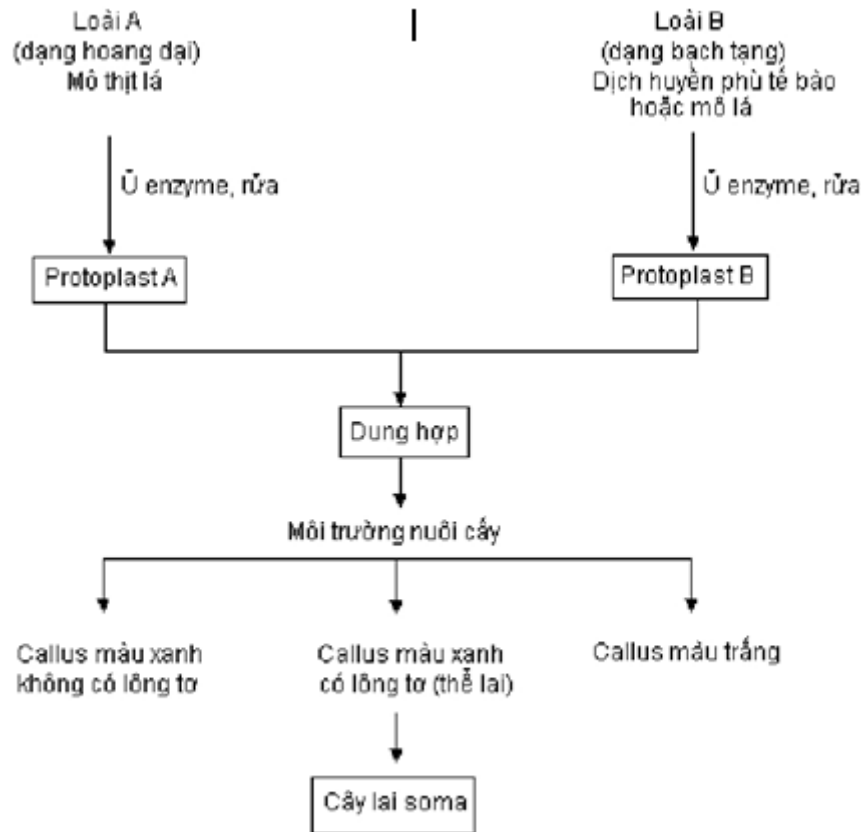 Loài A
(dạng hoang dại)
Mô thịt lá
Loài B
(dạng bạch tạng)
Dịch huyền phù tế bào
hoặc mô lá
Ủ enzyme, rửa
Ủ enzyme, rửa
Protoplast A
Protoplast B
Dung hợp
Môi trường nuôi cấy
Callus màu xanh
không có lông tơ
Callus màu xanh
có lông tơ (thể lai)
Callus màu trắng
Cây lai soma